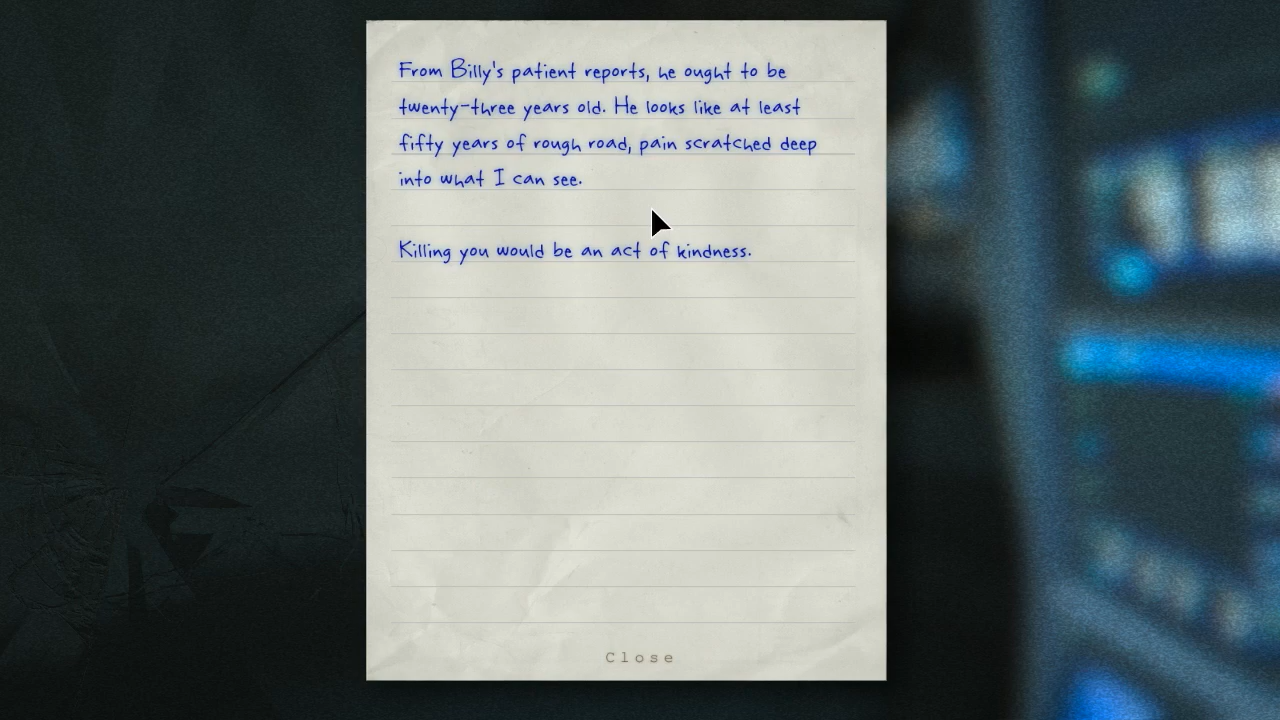 From Billy's patient reports, he ought to be
twenty-three years old. He looks like at least
fifty years of rough road, pain scratched deep
into what I can see.
Killing you would be an act of kindness.
Close